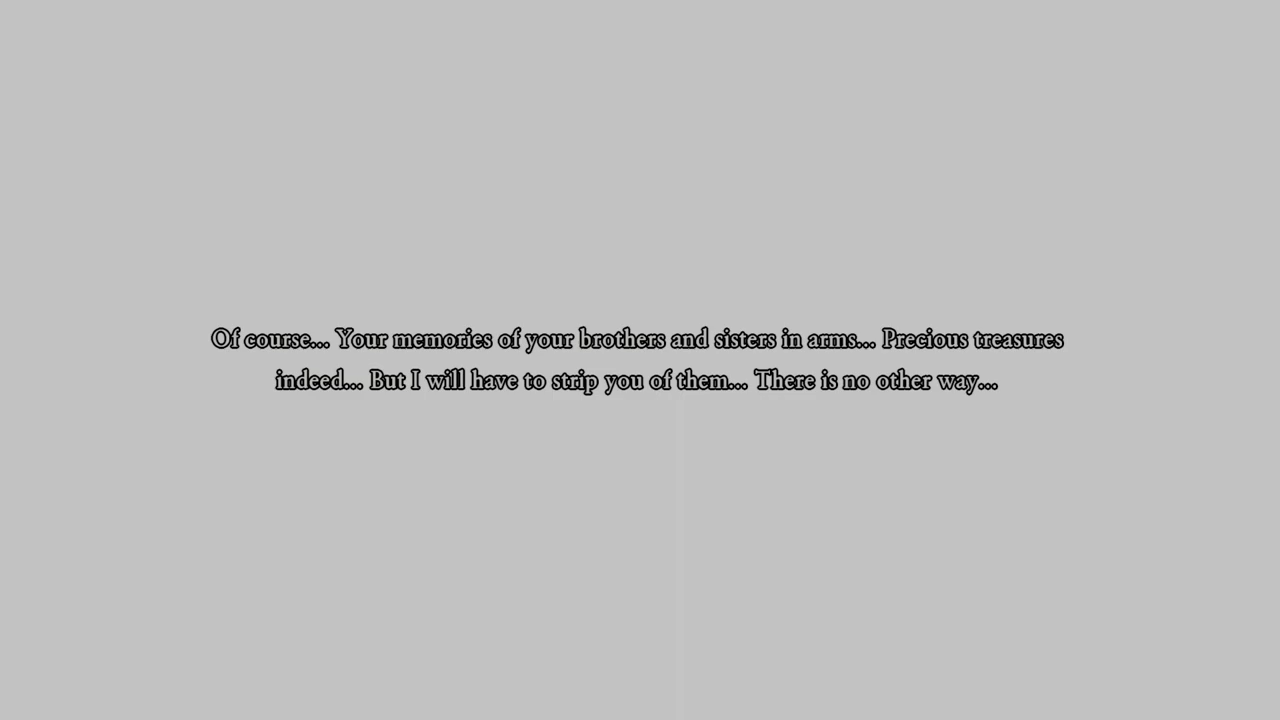 Of course... Your memories of your brothers and sisters in arms... Precious treasures
indeed... But I will have to strip you of them... There is no other way...